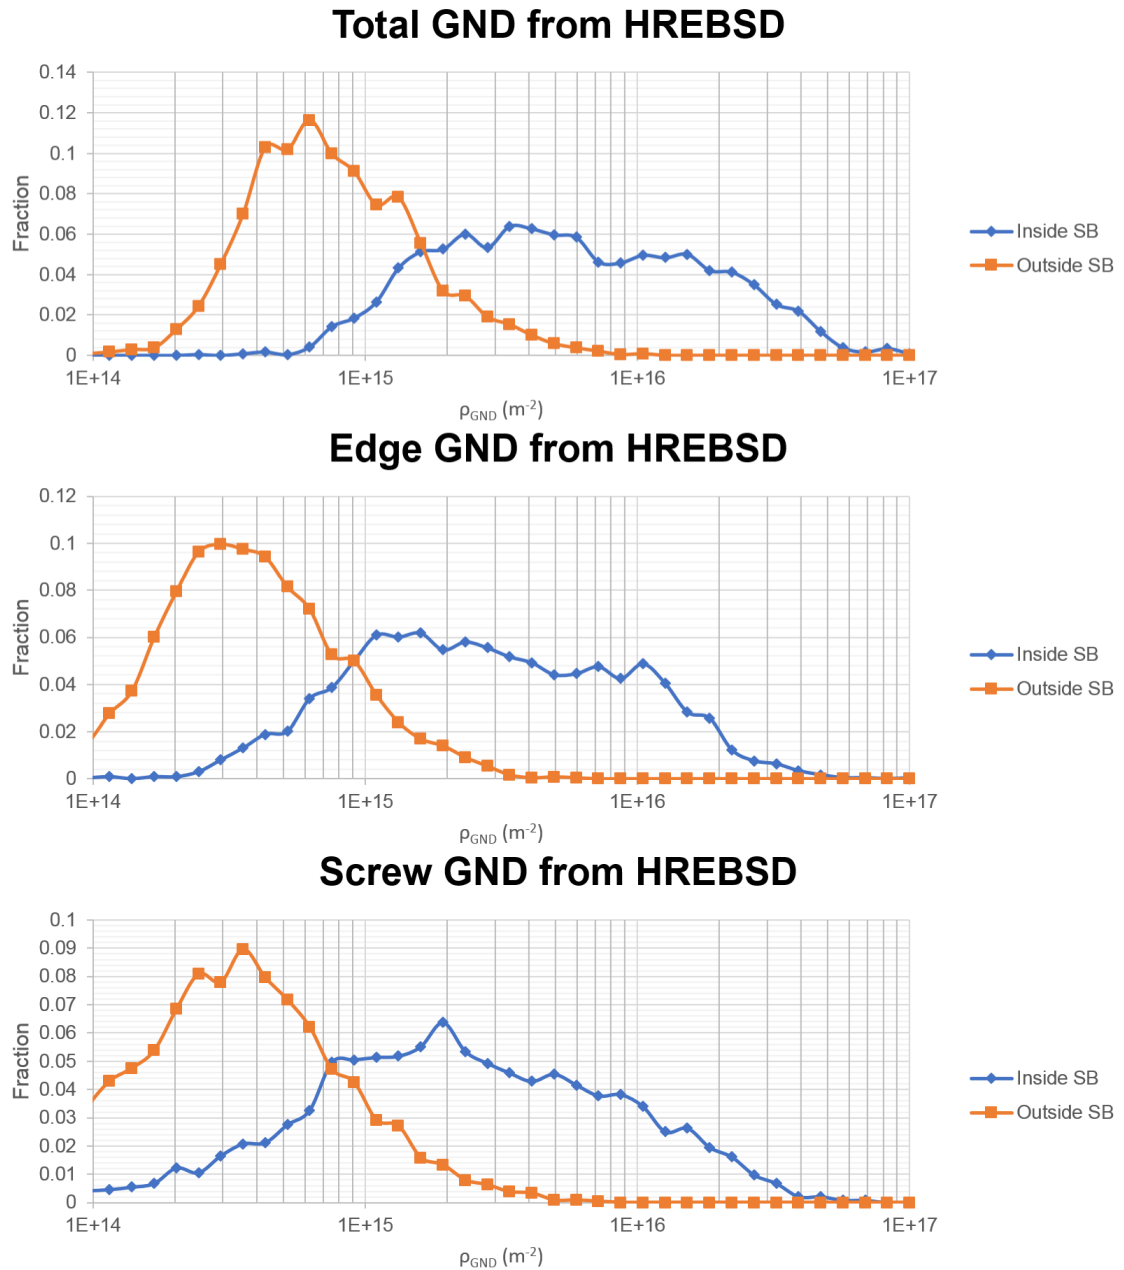 Total GND from HREBSD
0.14
0.12
0.1
0.08
0.06
0.04
0.02
0
Fraction
1E+14 1E+15 1E+16 1E+17
ρGND (m-2)
Inside SB
Outside SB
Edge GND from HREBSD
0.12
0.1
0.08
0.06
0.04
0.02
0
Fraction
1E+14 1E+15 1E+16 1E+17
ρGND (m-2)
Inside SB
Outside SB
Screw GND from HREBSD
0.1
0.09
0.08
0.07
0.06
0.05
0.04
0.03
0.02
0.01
0
Fraction
1E+14 1E+15 1E+16 1E+17
ρGND (m-2)
Inside SB
Outside SB